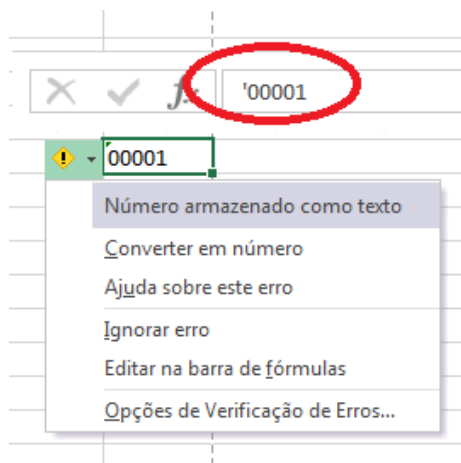 fx '00001
00001
Número armazenado como texto
Converter em número
Ajuda sobre este erro
Ignorar erro
Editar na barra de fórmulas
Opções de Verificação de Erros...